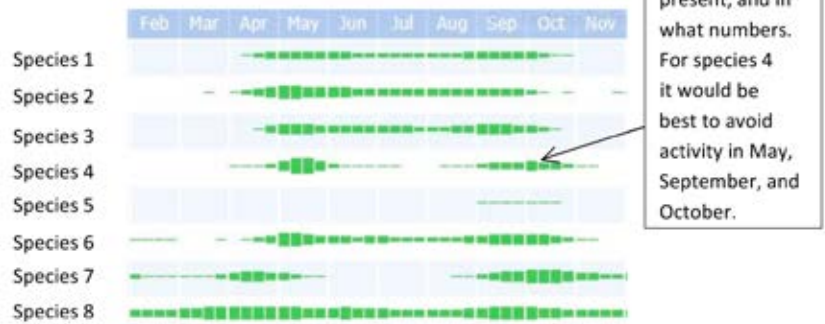 Feb Mar Apr May Jun Jul Aug Sep Oct Nov
Species 1
Species 2
Species 3
Species 4
Species 5
Species 6
Species 7
Species 8
present, and in
what numbers.
For species 4
it would be
best to avoid
activity in May,
September, and
October.